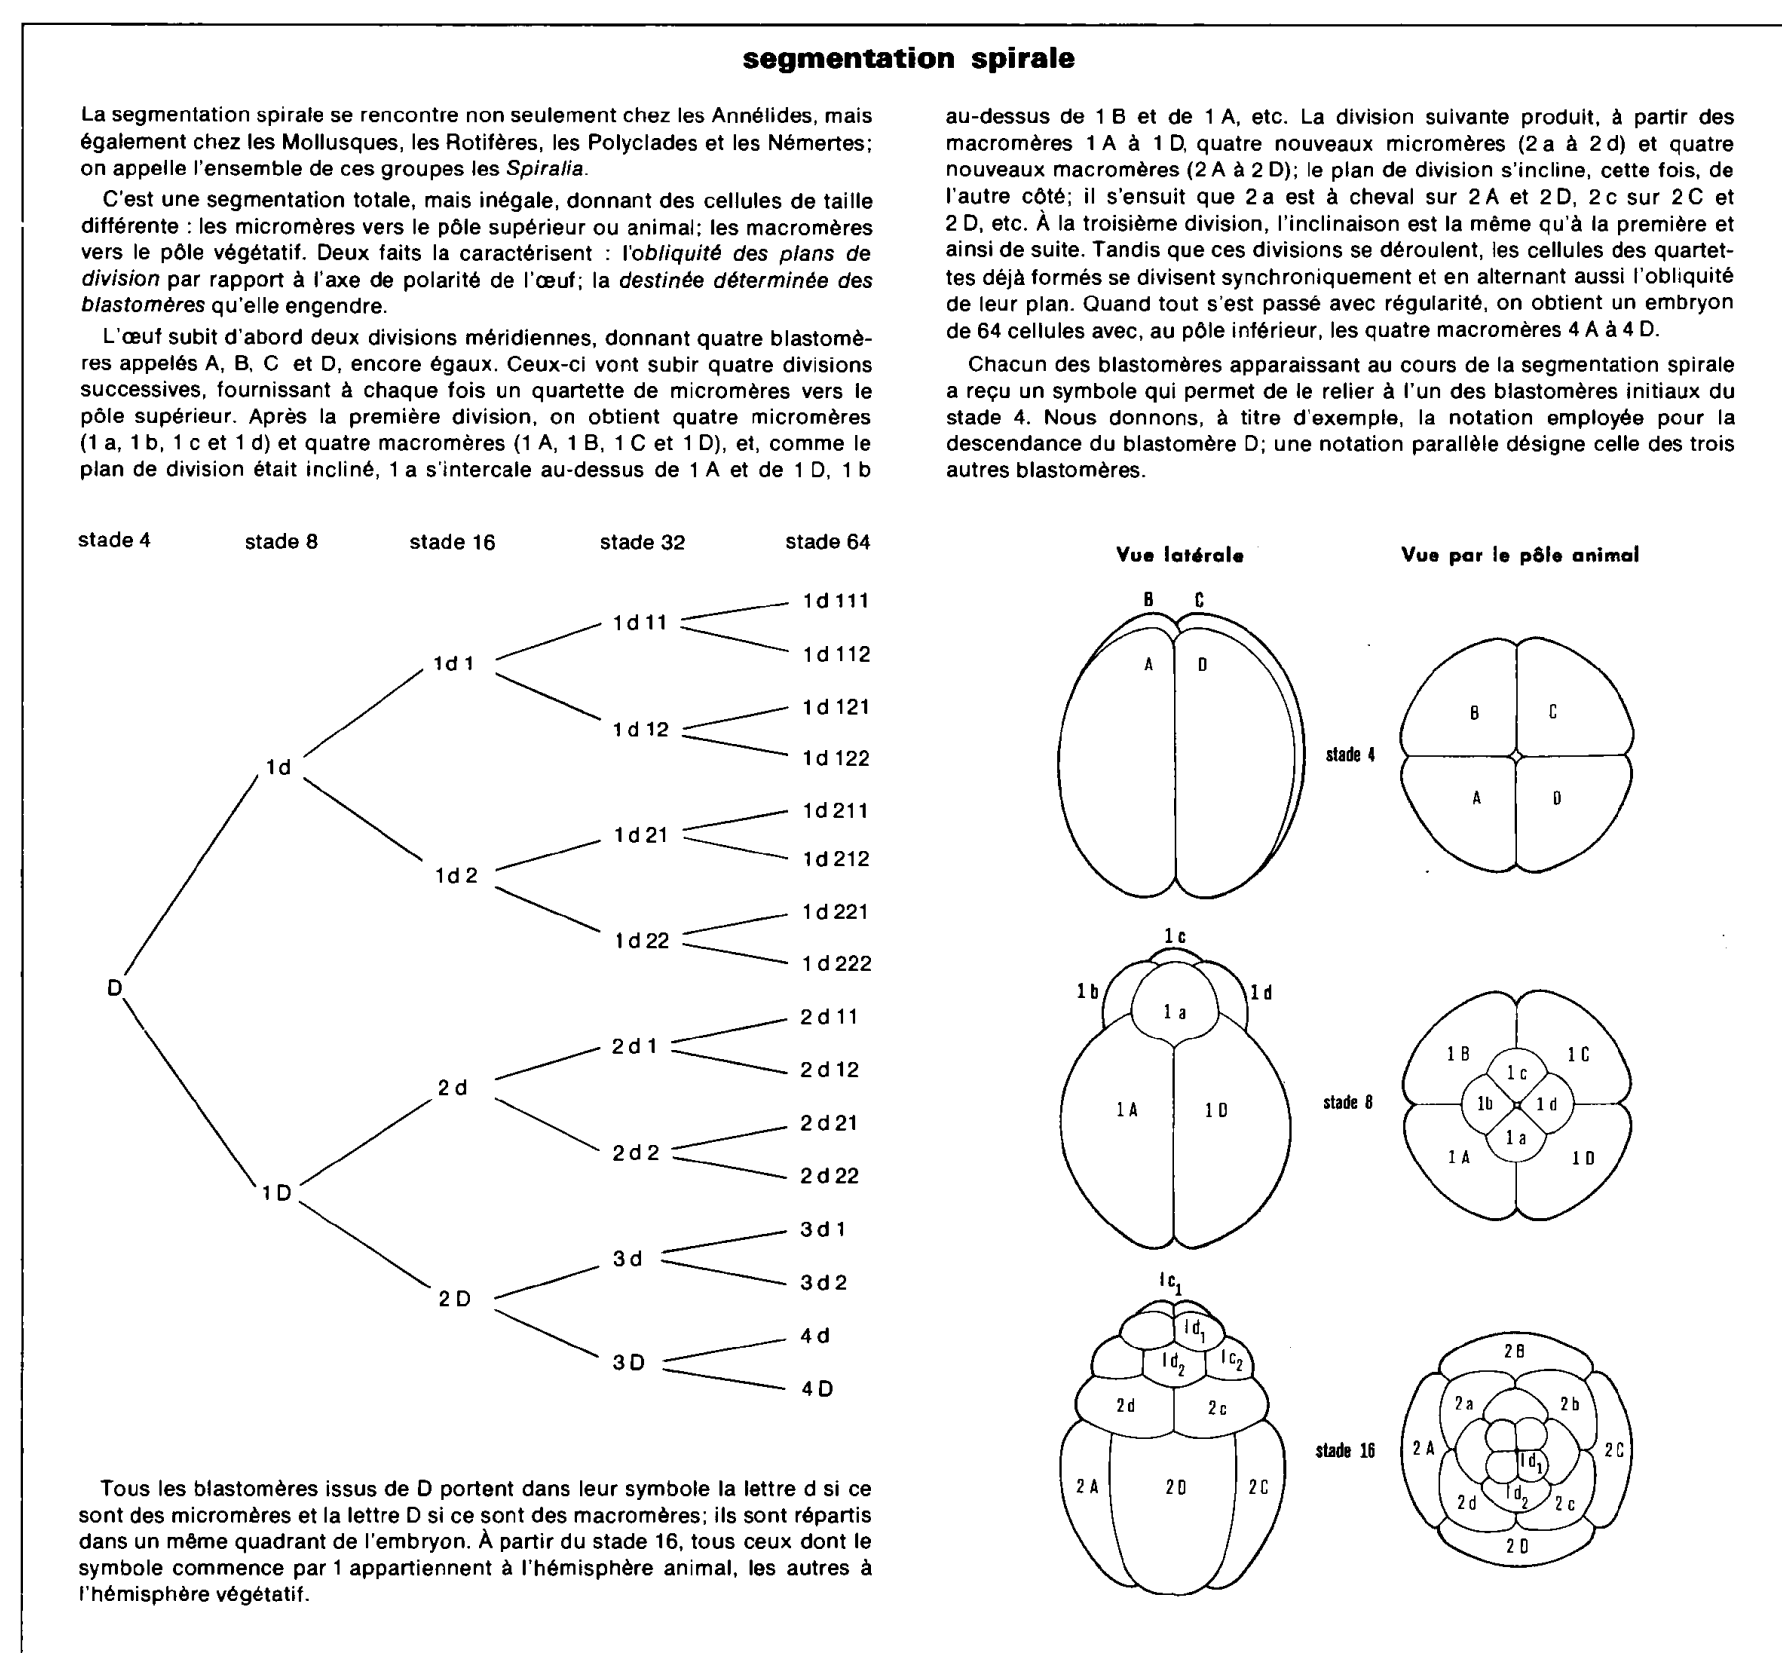 segmentation spirale
La segmentation spirale se rencontre non seulement chez les Annélides, mais
également chez les Mollusques, les Rotifères, les Polyclades et les Némertes;
on appelle l'ensemble de ces groupes les Spiralia.
C'est une segmentation totale, mais inégale, donnant des cellules de taille
différente : les micromères vers le pôle supérieur ou animal; les macromères
vers le pôle végétatif. Deux faits la caractérisent : l'obliquité des plans de
division par rapport à l'axe de polarité de l'œuf; la destinée déterminée des
blastomères qu'elle engendre.
L'œuf subit d'abord deux divisions méridiennes, donnant quatre blastomè-
res appelés A, B, C et D, encore égaux. Ceux-ci vont subir quatre divisions
successives, fournissant à chaque fois un quartette de micromères vers le
pôle supérieur. Après la première division, on obtient quatre micromères
(1 a, 1 b, 1 c et 1 d) et quatre macromères (1 A, 1 B, 1 C et 1 D), et, comme le
plan de division était incliné, 1 a s'intercale au-dessus de 1 A et de 1 D, 1 b
au-dessus de 1 B et de 1 A, etc. La division suivante produit, à partir des
macromères 1 A à 1 D, quatre nouveaux micromères (2 a à 2 d) et quatre
nouveaux macromères (2 A à 2 D); le plan de division s'incline, cette fois, de
l'autre côté; il s'ensuit que 2 a est à cheval sur 2 A et 2 D, 2 c sur 2 C et
2 D, etc. À la troisième division, l'inclinaison est la même qu'à la première et
ainsi de suite. Tandis que ces divisions se déroulent, les cellules des quartet-
tes déjà formés se divisent synchroniquement et en alternant aussi l'obliquité
de leur plan. Quand tout s'est passé avec régularité, on obtient un embryon
de 64 cellules avec, au pôle inférieur, les quatre macromères 4 A à 4 D.
Chacun des blastomères apparaissant au cours de la segmentation spirale
a reçu un symbole qui permet de le relier à l'un des blastomères initiaux du
stade 4. Nous donnons, à titre d'exemple, la notation employée pour la
descendance du blastomère D; une notation parallèle désigne celle des trois
autres blastomères.
stade 4 stade 8 stade 16 stade 32 stade 64
1 d 111
1 d 11
1 d 112
1 d 1
1 d 121
1 d 12
1 d 122
1 d
1 d 211
1 d 21
1 d 212
1 d 2
1 d 221
1 d 22
1 d 222
D
2 d 11
2 d 1
2 d 12
2 d
2 d 21
2 d 2
2 d 22
1 D
3 d 1
3 d
3 d 2
2 D
4 d
3 D
4 D
Tous les blastomères issus de D portent dans leur symbole la lettre d si ce
sont des micromères et la lettre D si ce sont des macromères; ils sont répartis
dans un même quadrant de l'embryon. À partir du stade 16, tous ceux dont le
symbole commence par 1 appartiennent à l'hémisphère animal, les autres à
l'hémisphère végétatif.
Vue latérale Vue par le pôle animal
B C
A D
stade 4
B C
A D
1 c
1 b 1 d
1 a
1 A 1 D
stade 8
1 B 1 C
1 c
1b 1 d
1 a
1 A 1 D
1c1
1d1
1d2 1c2
2d 2c
2 A 2D 2C
stade 16
2B
2a 2b
2 A 2C
1d1
1d2
2d 2c
2 D